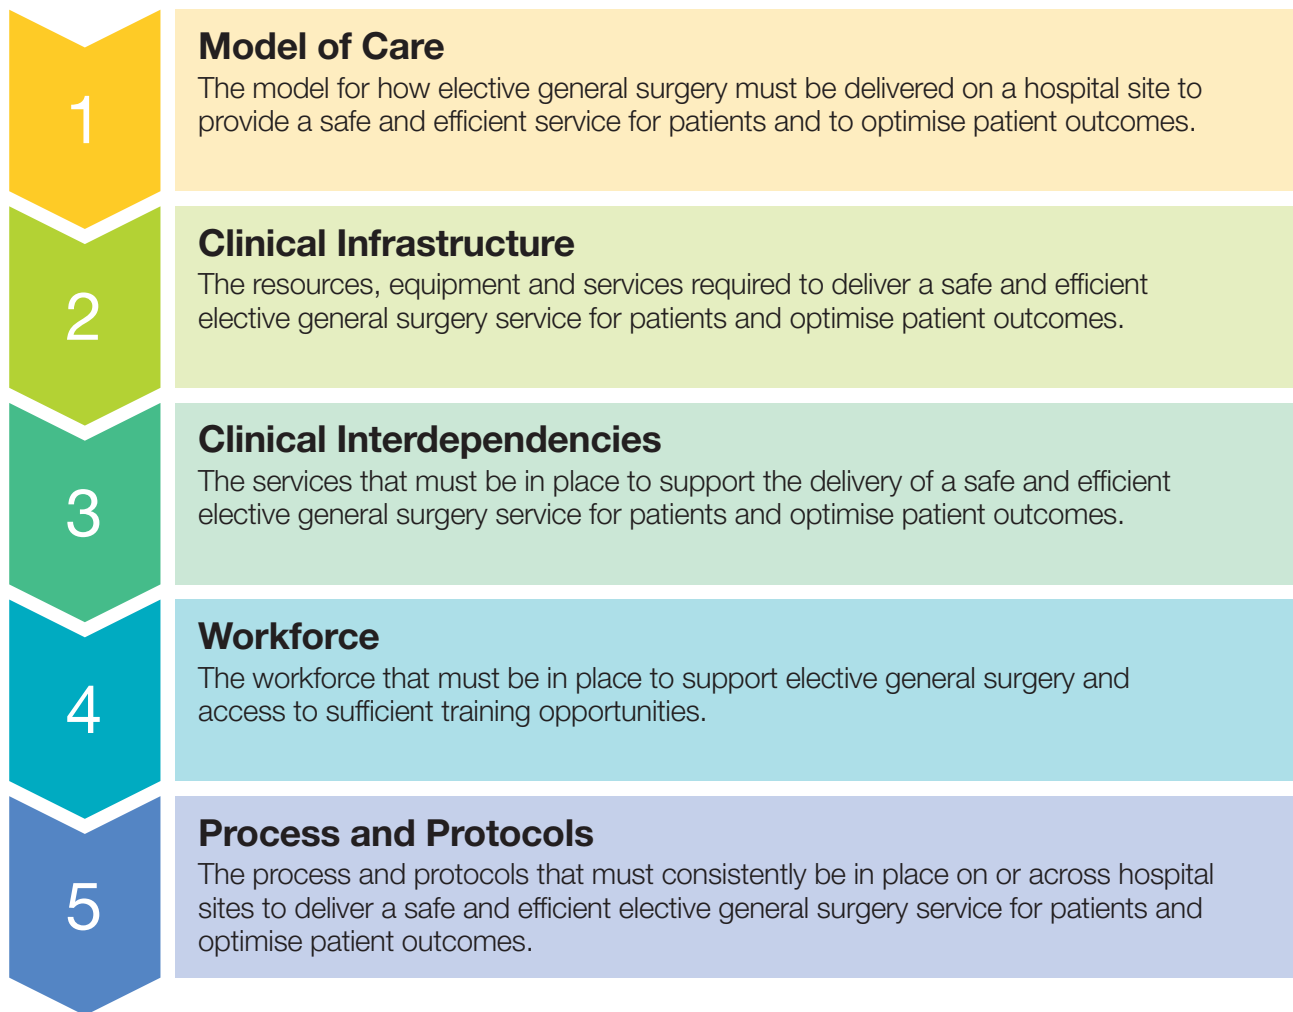 1
Model of Care
The model for how elective general surgery must be delivered on a hospital site to
provide a safe and efficient service for patients and to optimise patient outcomes.
2
Clinical Infrastructure
The resources, equipment and services required to deliver a safe and efficient
elective general surgery service for patients and optimise patient outcomes.
3
Clinical Interdependencies
The services that must be in place to support the delivery of a safe and efficient
elective general surgery service for patients and optimise patient outcomes.
4
Workforce
The workforce that must be in place to support elective general surgery and
access to sufficient training opportunities.
5
Process and Protocols
The process and protocols that must consistently be in place on or across hospital
sites to deliver a safe and efficient elective general surgery service for patients and
optimise patient outcomes.